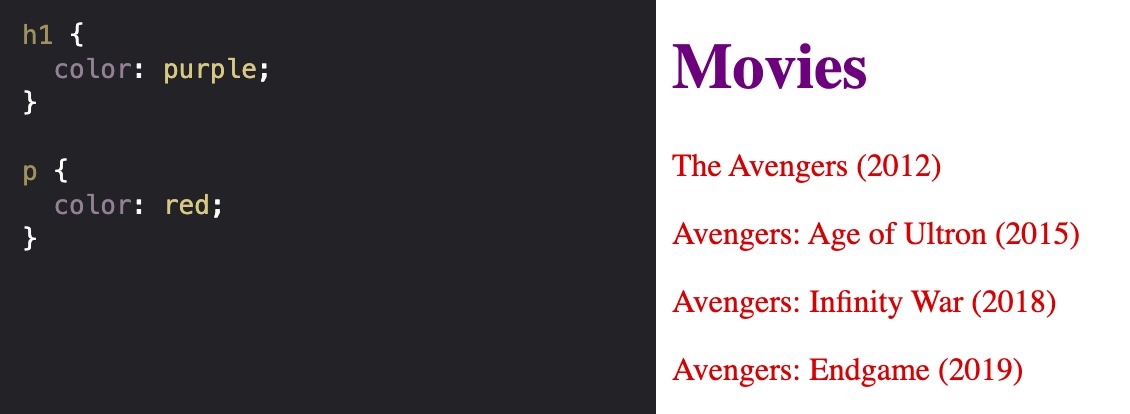 h1 {
  color: purple;
}
p {
  color: red;
}
Movies
The Avengers (2012)
Avengers: Age of Ultron (2015)
Avengers: Infinity War (2018)
Avengers: Endgame (2019)